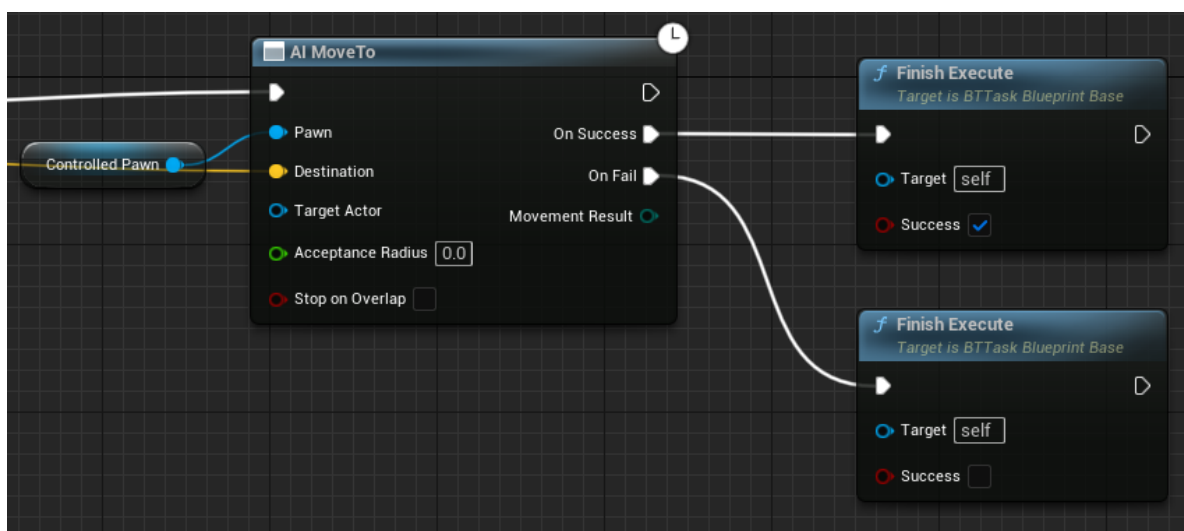 AI MoveTo
Controlled Pawn
Pawn
Destination
Target Actor
Acceptance Radius 0.0
Stop on Overlap
On Success
On Fail
Movement Result
f Finish Execute
Target is BTTask Blueprint Base
Target self
Success
f Finish Execute
Target is BTTask Blueprint Base
Target self
Success